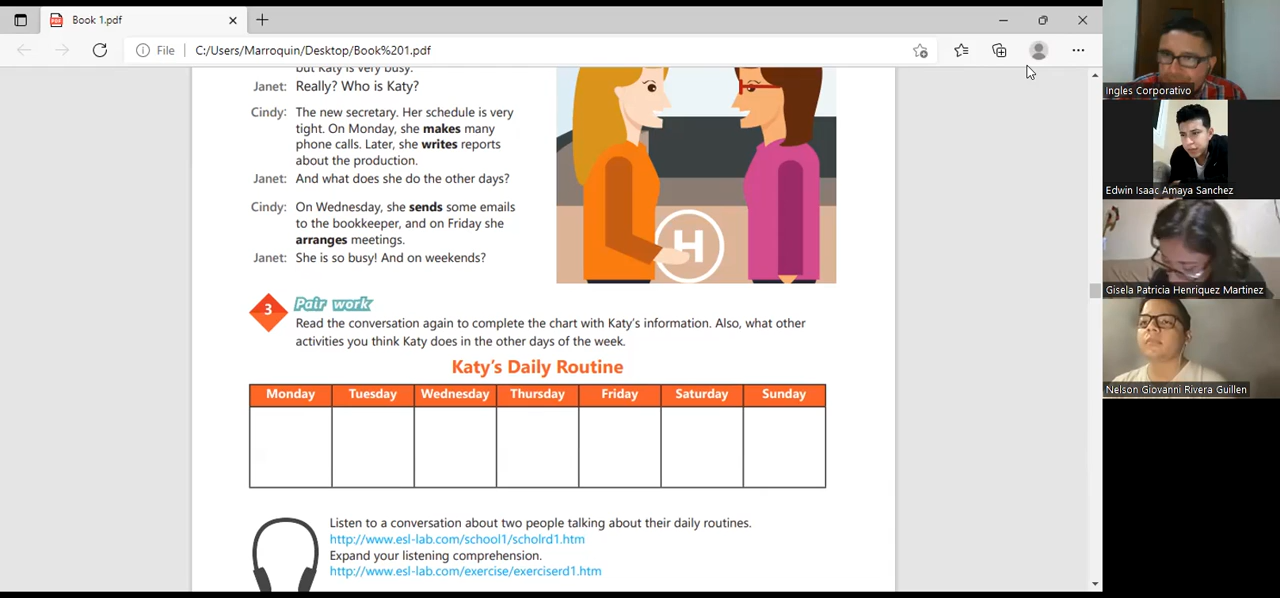 Book 1.pdf
File
C:/Users/Marroquin/Desktop/Book%201.pdf
but Katy is very busy.
Janet: Really? Who is Katy?
Cindy: The new secretary. Her schedule is very
tight. On Monday, she makes many
phone calls. Later, she writes reports
about the production.
Janet: And what does she do the other days?
Cindy: On Wednesday, she sends some emails
to the bookkeeper, and on Friday she
arranges meetings.
Janet: She is so busy! And on weekends?
H
3 Pair work
Read the conversation again to complete the chart with Katy's information. Also, what other
activities you think Katy does in the other days of the week.
Katy's Daily Routine
Monday Tuesday Wednesday Thursday Friday Saturday Sunday
Listen to a conversation about two people talking about their daily routines.
http://www.esl-lab.com/school1/scholrd1.htm
Expand your listening comprehension.
http://www.esl-lab.com/exercise/exerciserd1.htm
Ingles Corporativo
Edwin Isaac Amaya Sanchez
Gisela Patricia Henriquez Martinez
Nelson Giovanni Rivera Guillen